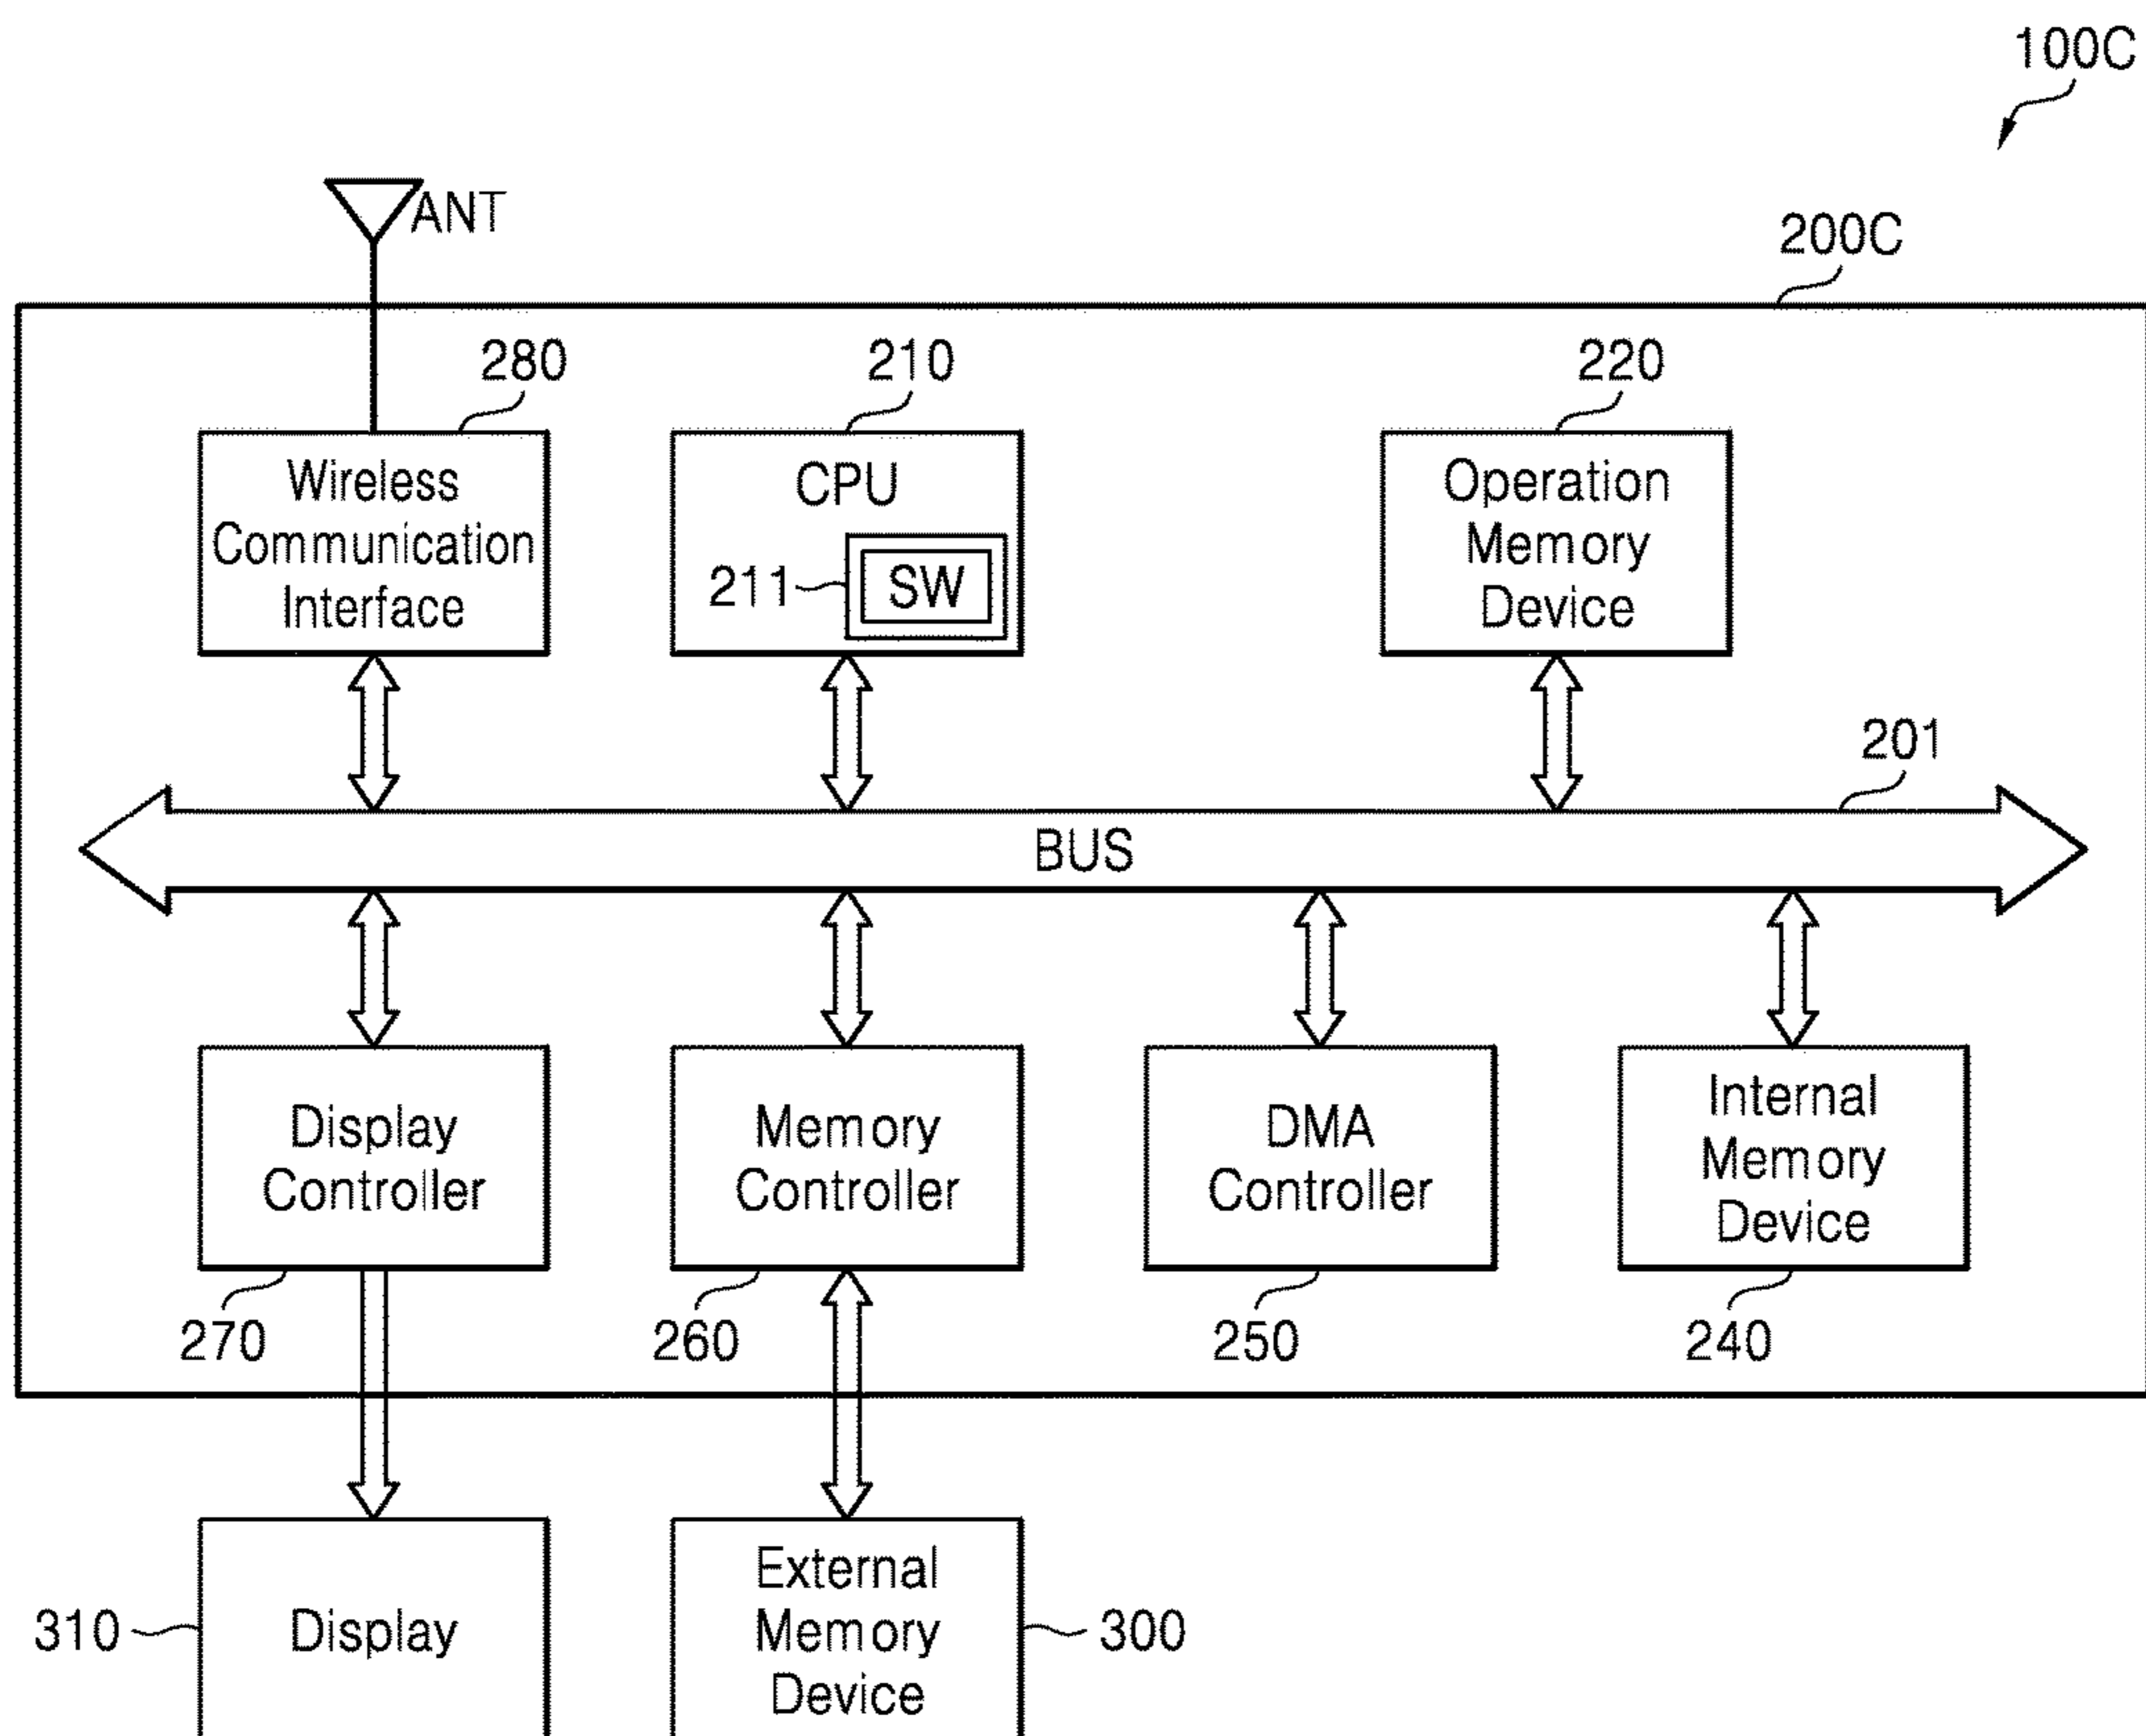 100C
ANT
200C
280
210
220
Wireless
Communication
Interface
CPU
211
SW
Operation
Memory
Device
201
BUS
Display
Controller
Memory
Controller
DMA
Controller
Internal
Memory
Device
270
260
250
240
310
Display
External
Memory
Device
300